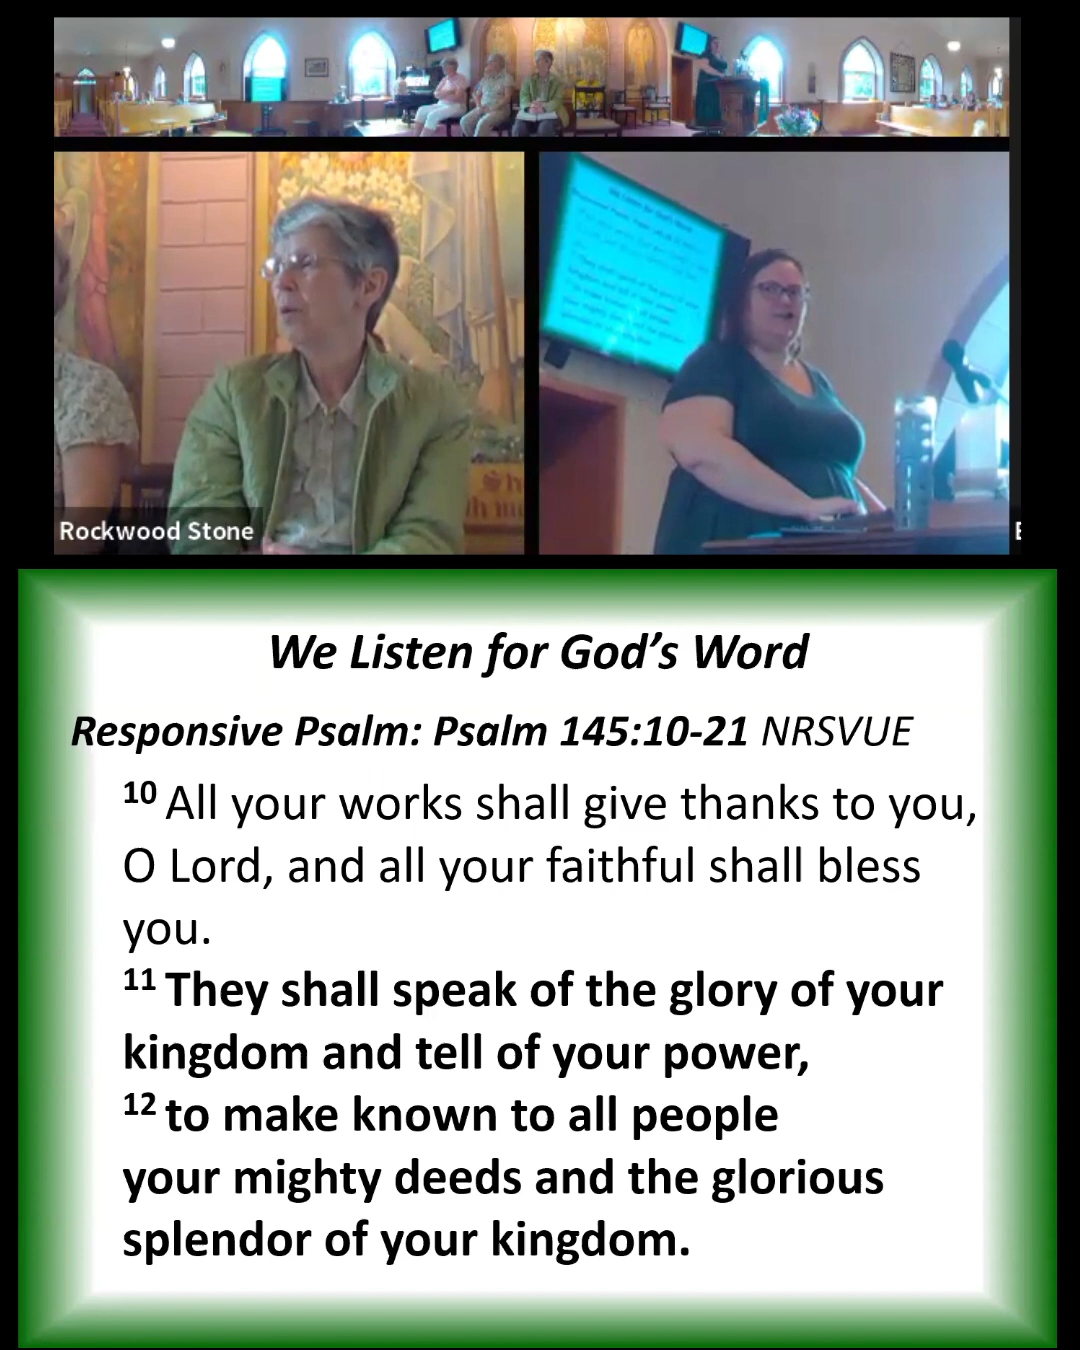 Rockwood Stone
We Listen for God's Word
Responsive Psalm: Psalm 145:10-21 NRSVUE
10 All your works shall give thanks to you,
O Lord, and all your faithful shall bless
you.
11 They shall speak of the glory of your
kingdom and tell of your power,
12 to make known to all people
your mighty deeds and the glorious
splendor of your kingdom.